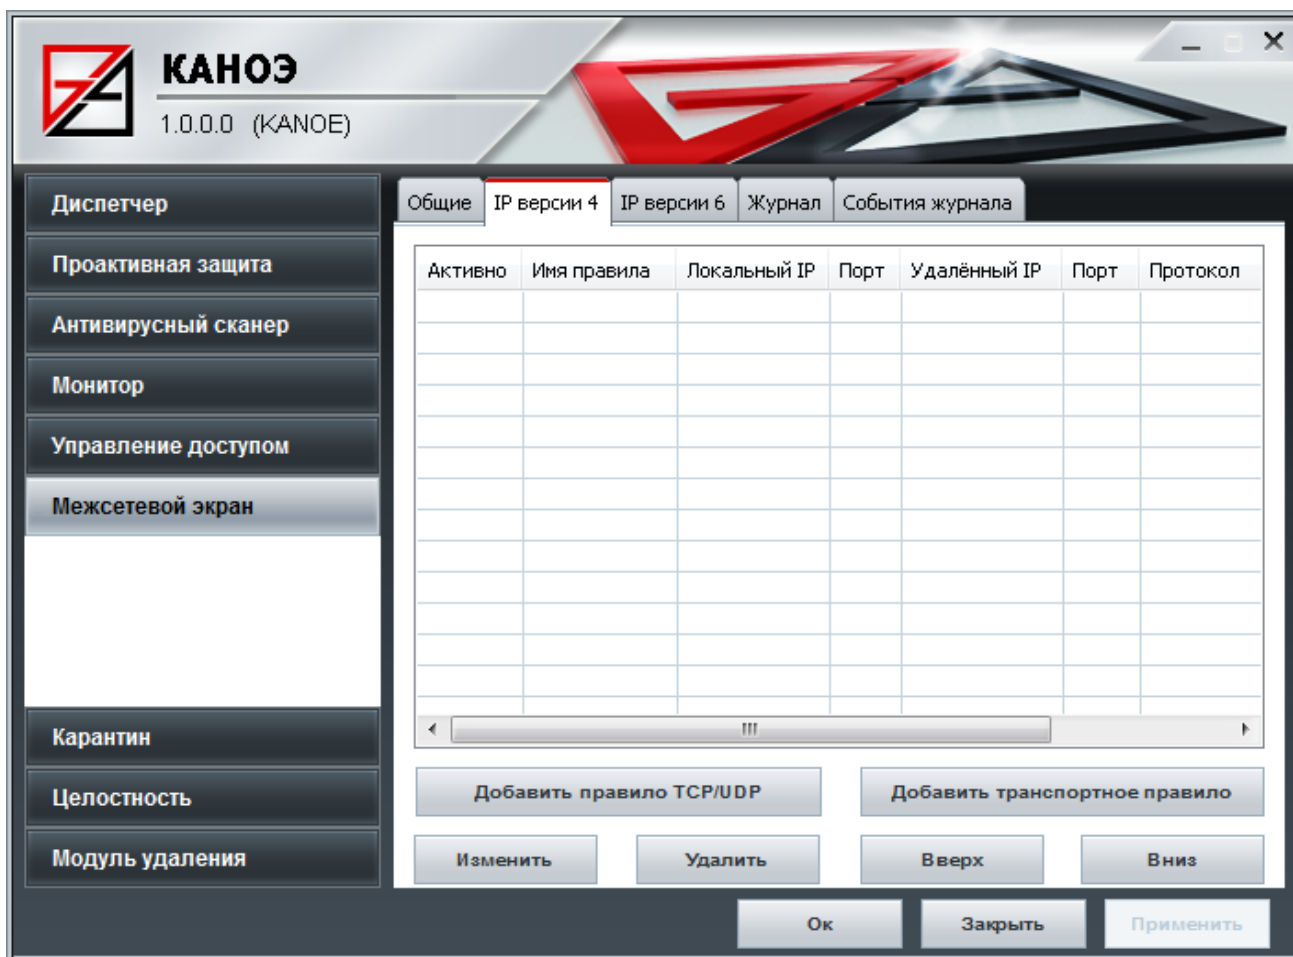 КАНОЭ
1.0.0.0 (KANOE)
Диспетчер
Проактивная защита
Антивирусный сканер
Монитор
Управление доступом
Межсетевой экран
Карантин
Целостность
Модуль удаления
Общие IP версии 4 IP версии 6 Журнал События журнала
Активно Имя правила Локальный IP Порт Удалённый IP Порт Протокол
Добавить правило TCP/UDP Добавить транспортное правило
Изменить Удалить Вверх Вниз
Ок Закрыть Применить